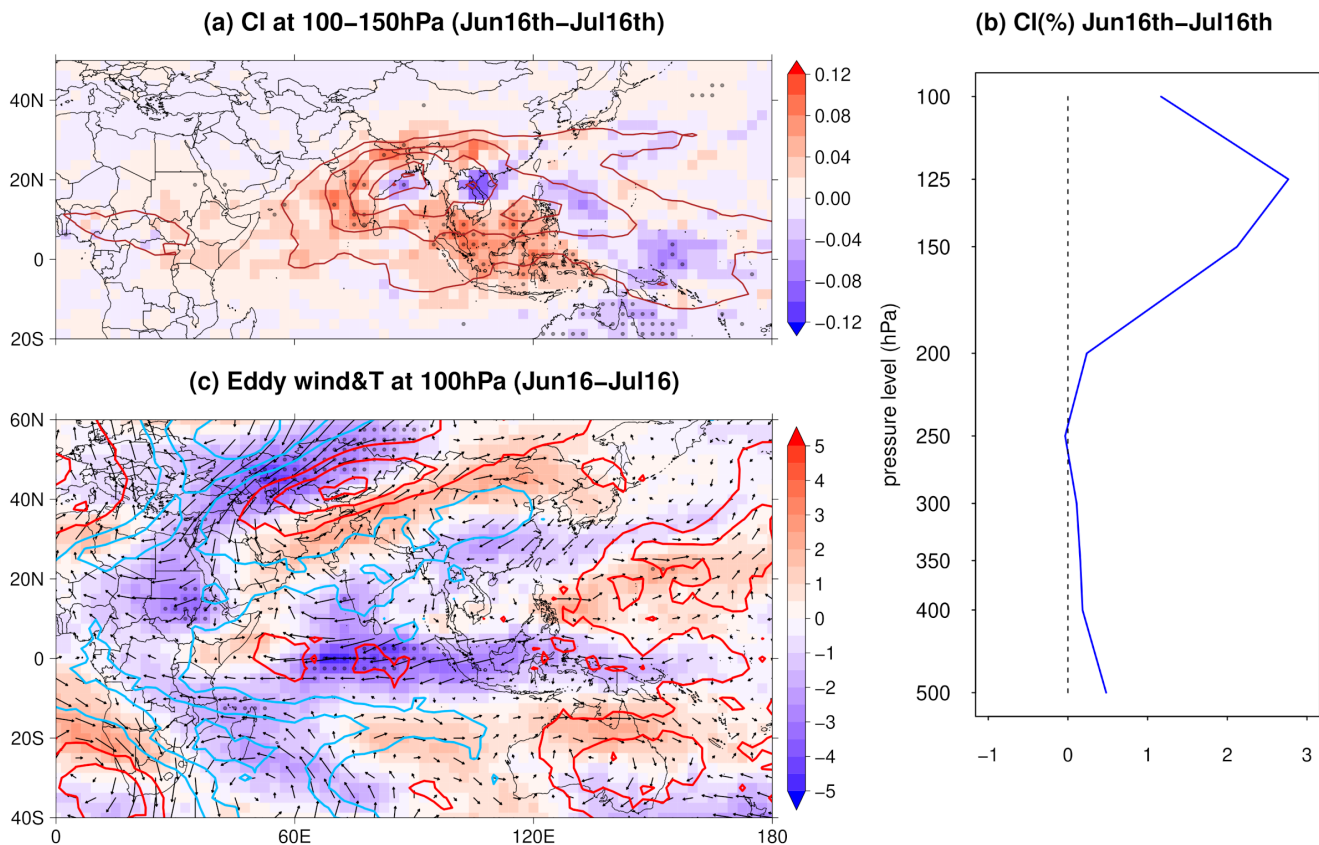 (a) Cl at 100−150hPa (Jun16th−Jul16th)
40N
20N
0
20S
0.12
0.08
0.04
0.00
−0.04
−0.08
−0.12
(b) Cl(%) Jun16th−Jul16th
pressure level (hPa)
100
125
150
200
250
300
350
400
500
−1
0
1
2
3
(c) Eddy wind&T at 100hPa (Jun16−Jul16)
60N
40N
20N
0
20S
40S
0
60E
120E
180
5
4
3
2
1
0
−1
−2
−3
−4
−5